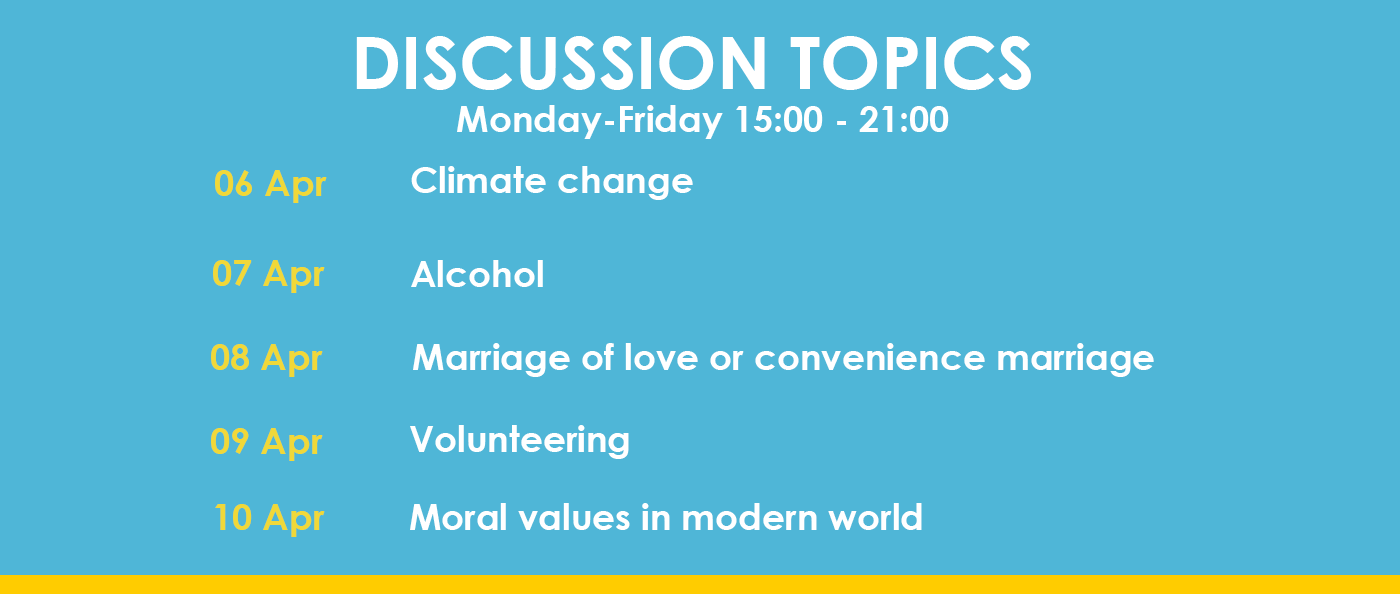 DISCUSSION TOPICS
Monday-Friday 15:00 - 21:00
06 Apr Climate change
07 Apr Alcohol
08 Apr Marriage of love or convenience marriage
09 Apr Volunteering
10 Apr Moral values in modern world